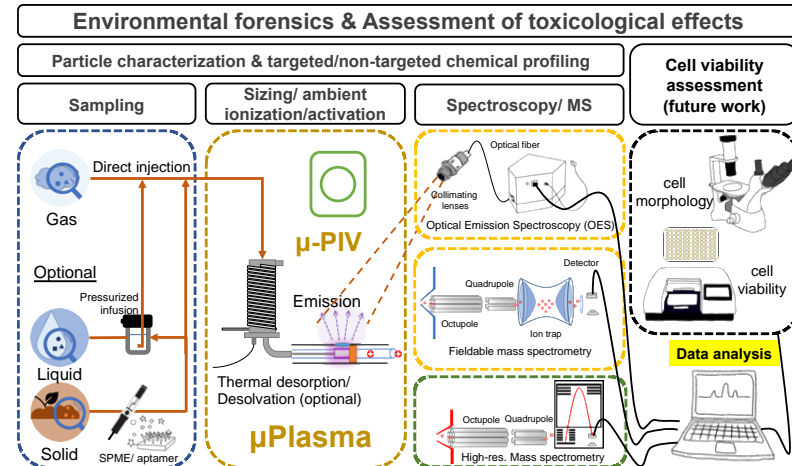 Environmental forensics & Assessment of toxicological effects
Particle characterization & targeted/non-targeted chemical profiling
Cell viability
assessment
(future work)
Sampling
Sizing/ ambient
ionization/activation
Spectroscopy/ MS
Gas
Direct injection
Optional
Pressurized
infusion
Liquid
Solid
SPME/ aptamer
µ-PIV
Emission
Thermal desorption/
Desolvation (optional)
µPlasma
Optical fiber
Collimating
lenses
Optical Emission Spectroscopy (OES)
Detector
Quadrupole
Octupole
Ion trap
Fieldable mass spectrometry
Octupole
Quadrupole
High-res. Mass spectrometry
cell
morphology
cell
viability
Data analysis